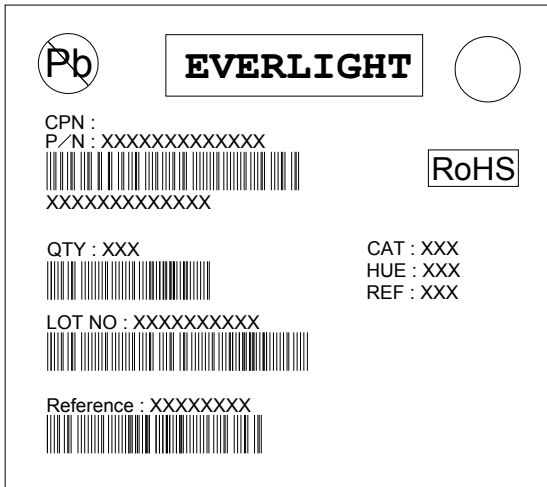 Pb
EVERLIGHT
CPN :
P/N : XXXXXXXXXXXXX
RoHS
XXXXXXXXXXXXX
QTY : XXX
CAT : XXX
HUE : XXX
REF : XXX
LOT NO : XXXXXXXXXX
Reference : XXXXXXXX